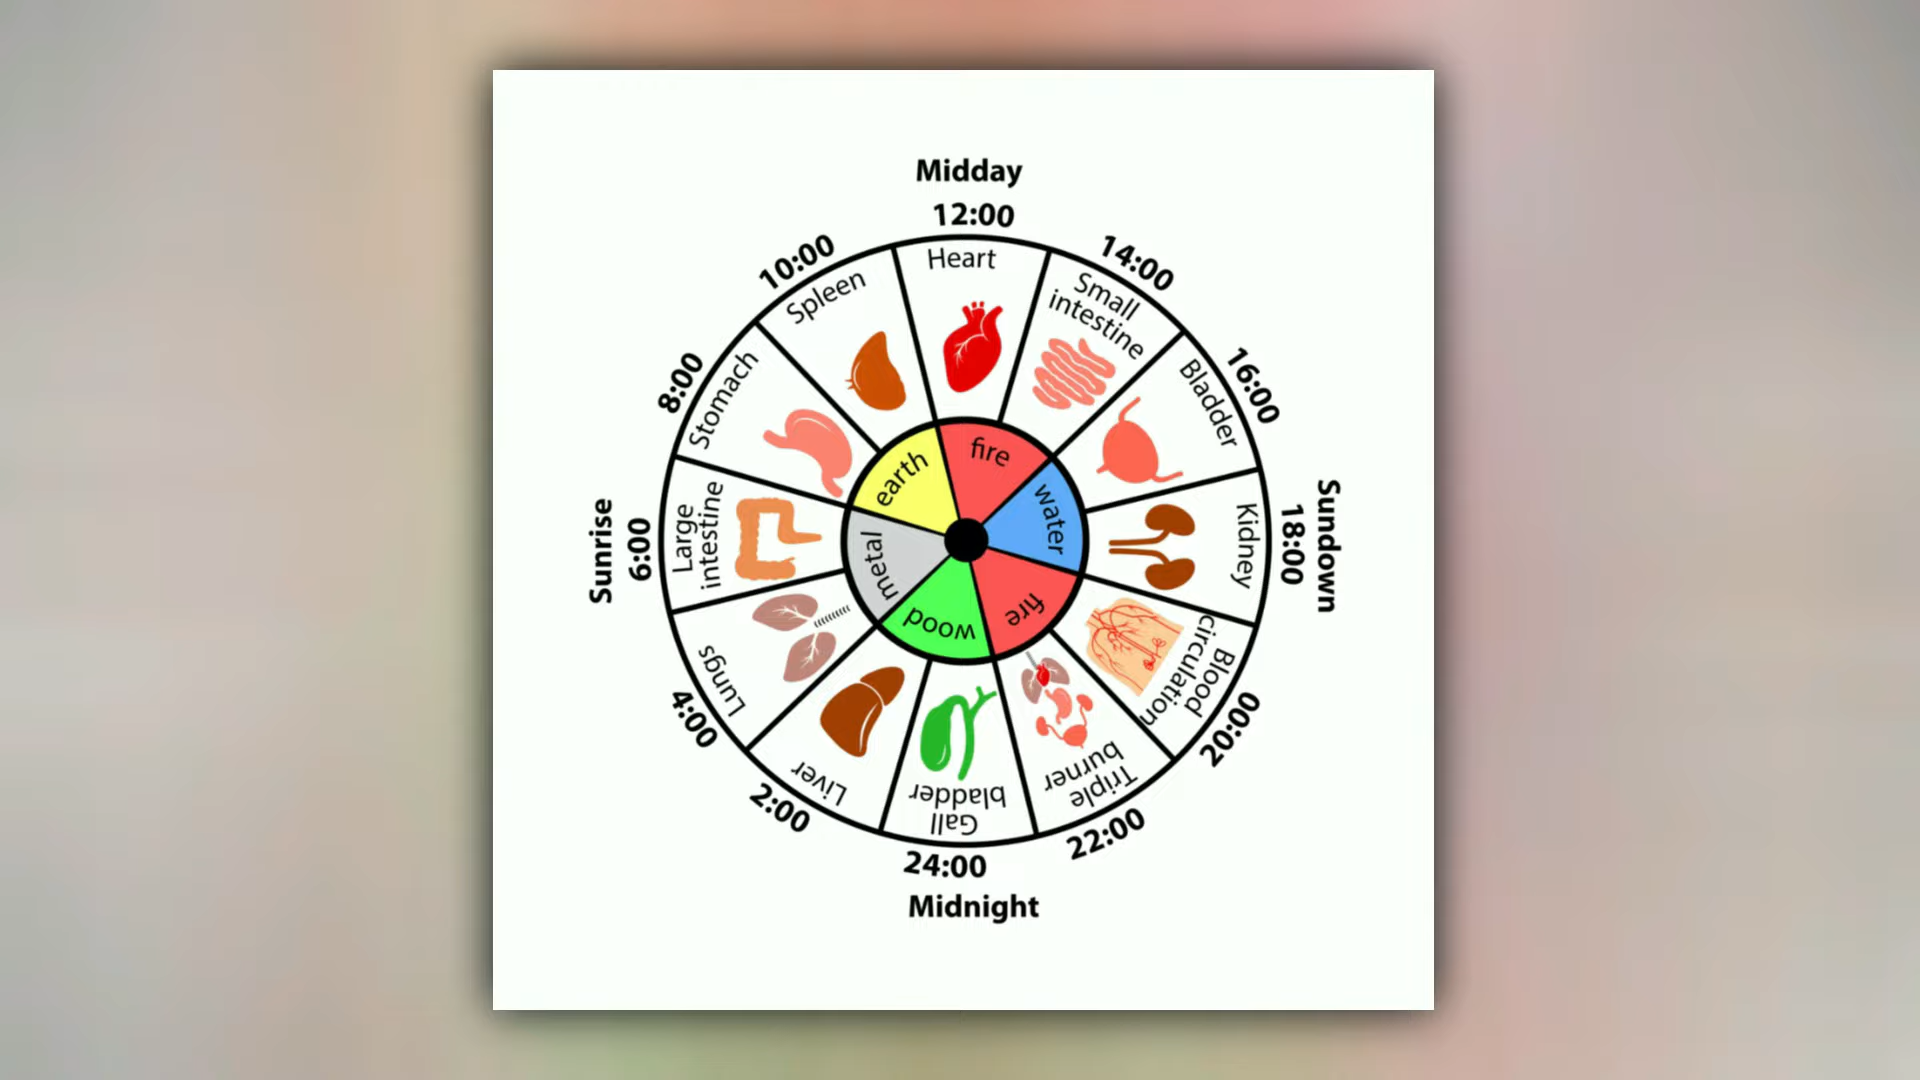 Midday
12:00
Heart
14:00
Small
intestine
16:00
Bladder
Sundown
18:00
Kidney
Blood
circulation
20:00
Triple
burner
22:00
Gall
bladder
24:00
Midnight
Liver
2:00
Lungs
4:00
Sunrise
6:00
Large
intestine
8:00
Stomach
10:00
Spleen
fire
water
fire
wood
metal
earth